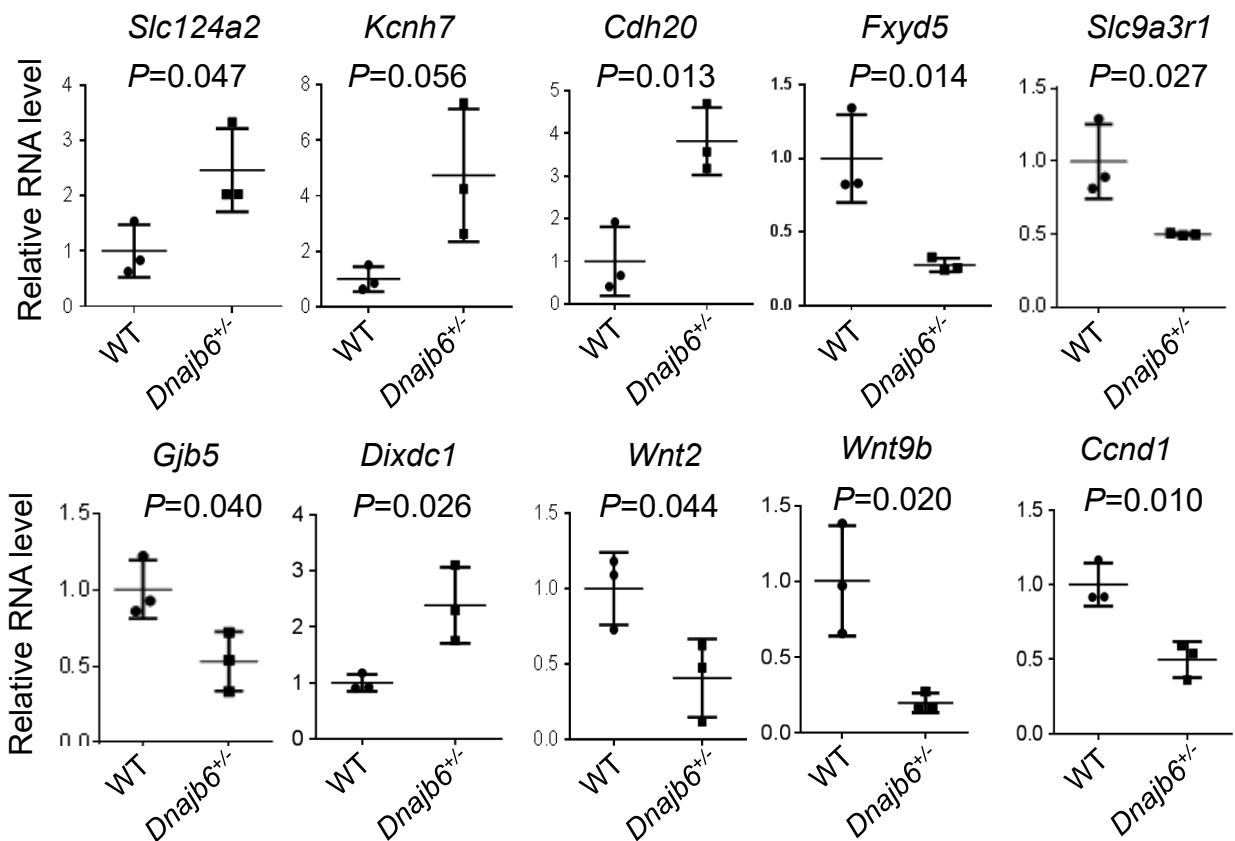 Slc124a2 Kcnh7 Cdh20 Fxyd5 Slc9a3r1
P=0.047 P=0.056 P=0.013 P=0.014 P=0.027
Relative RNA level
4
3
2
1
0
WT Dnajb6+/-
8
6
4
2
0
WT Dnajb6+/-
5
4
3
2
1
0
WT Dnajb6+/-
1.5
1.0
0.5
0.0
WT Dnajb6+/-
1.5
1.0
0.5
0.0
WT Dnajb6+/-
Gjb5 Dixdc1 Wnt2 Wnt9b Ccnd1
P=0.040 P=0.026 P=0.044 P=0.020 P=0.010
Relative RNA level
1.5
1.0
0.5
0.0
WT Dnajb6+/-
4
3
2
1
0
WT Dnajb6+/-
1.5
1.0
0.5
0.0
WT Dnajb6+/-
1.5
1.0
0.5
0.0
WT Dnajb6+/-
1.5
1.0
0.5
0.0
WT Dnajb6+/-